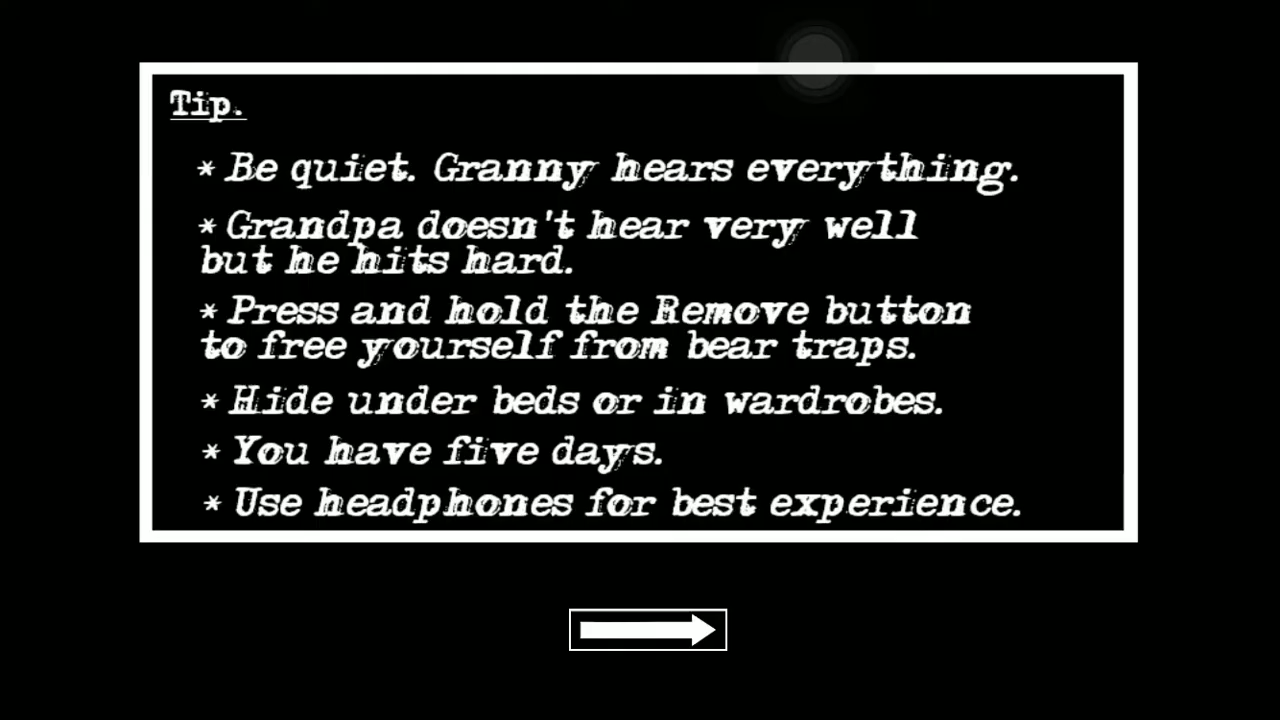 Tip.
* Be quiet. Granny hears everything.
* Grandpa doesn't hear very well
but he hits hard.
* Press and hold the Remove button
to free yourself from bear traps.
* Hide under beds or in wardrobes.
* You have five days.
* Use headphones for best experience.